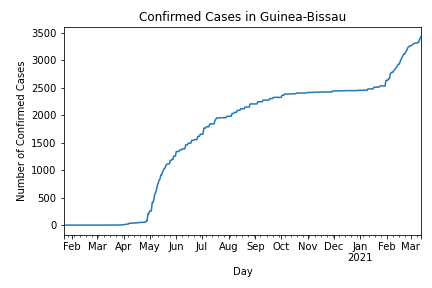 Confirmed Cases in Guinea-Bissau
Number of Confirmed Cases
3500
3000
2500
2000
1500
1000
500
0
Feb Mar Apr May Jun Jul Aug Sep Oct Nov Dec Jan Feb Mar
2021
Day